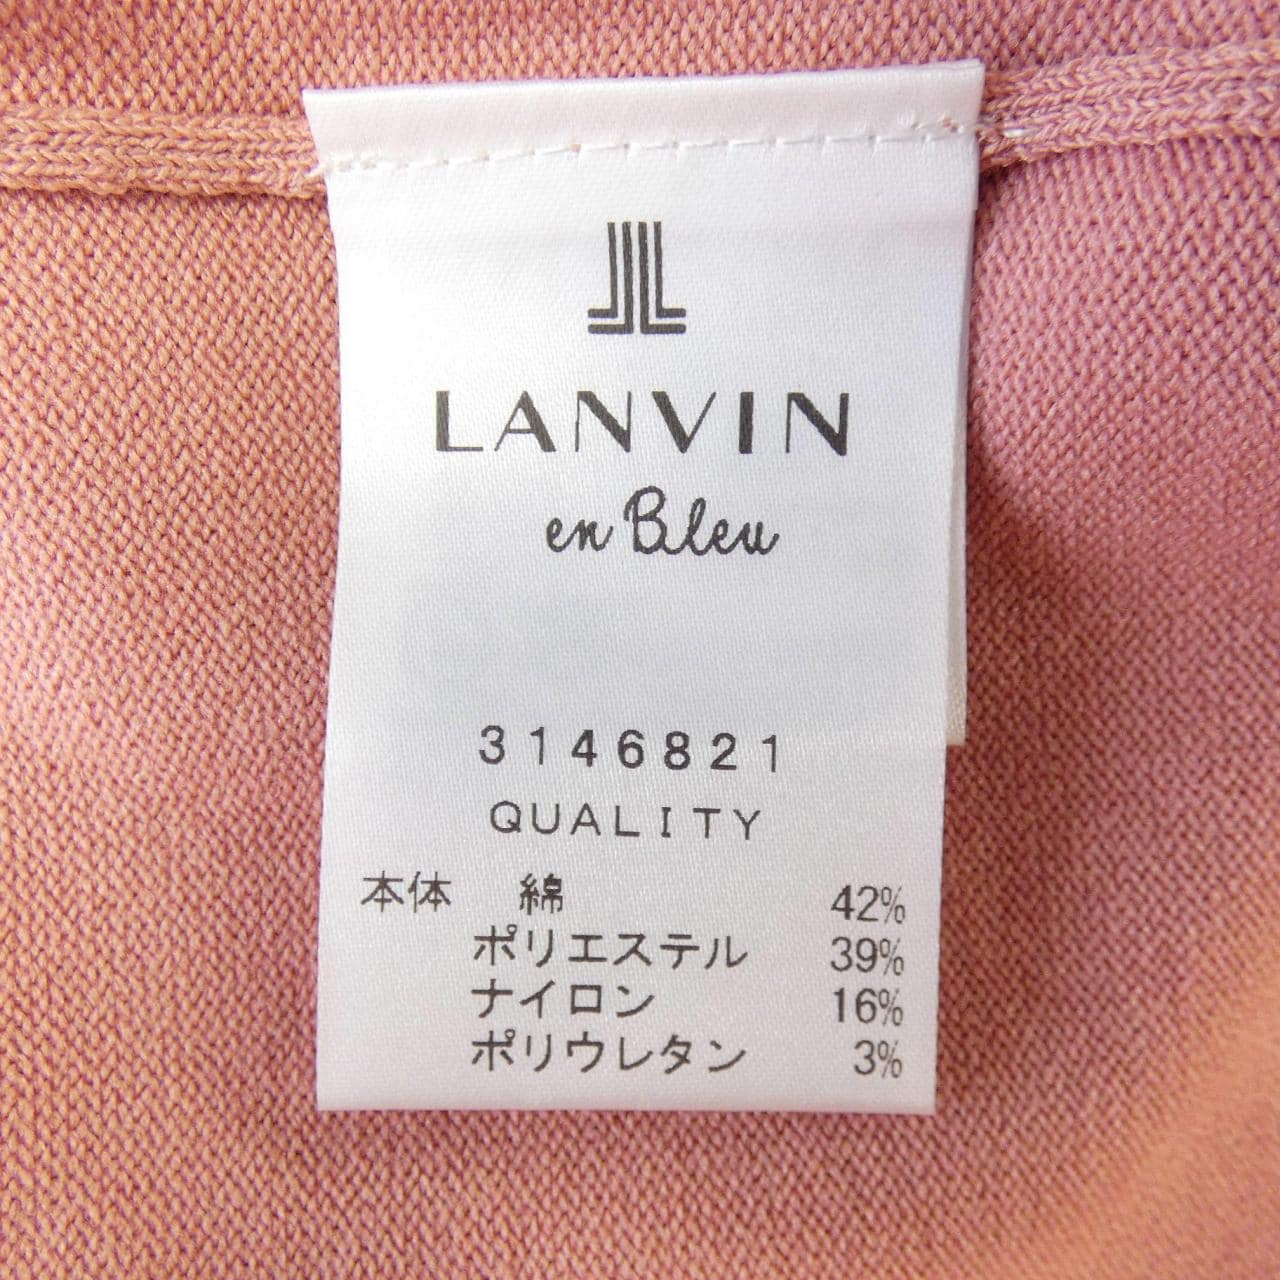 LANVIN
en Bleu
3146821
QUALITY
本体 綿 42%
ポリエステル 39%
ナイロン 16%
ポリウレタン 3%